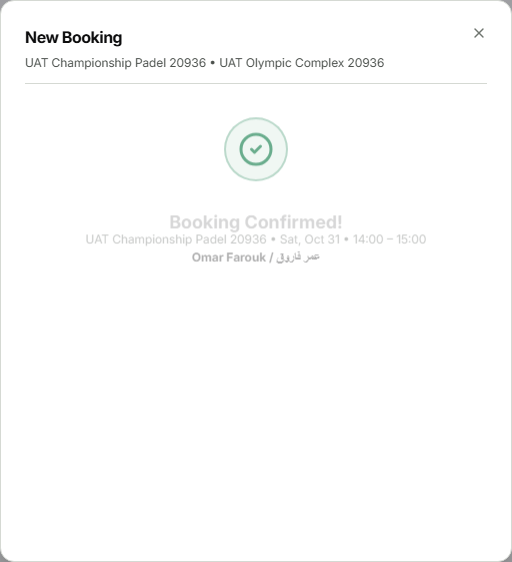 New Booking
UAT Championship Padel 20936 • UAT Olympic Complex 20936
Booking Confirmed!
UAT Championship Padel 20936 • Sat, Oct 31 • 14:00 – 15:00
Omar Farouk / عمر فاروق